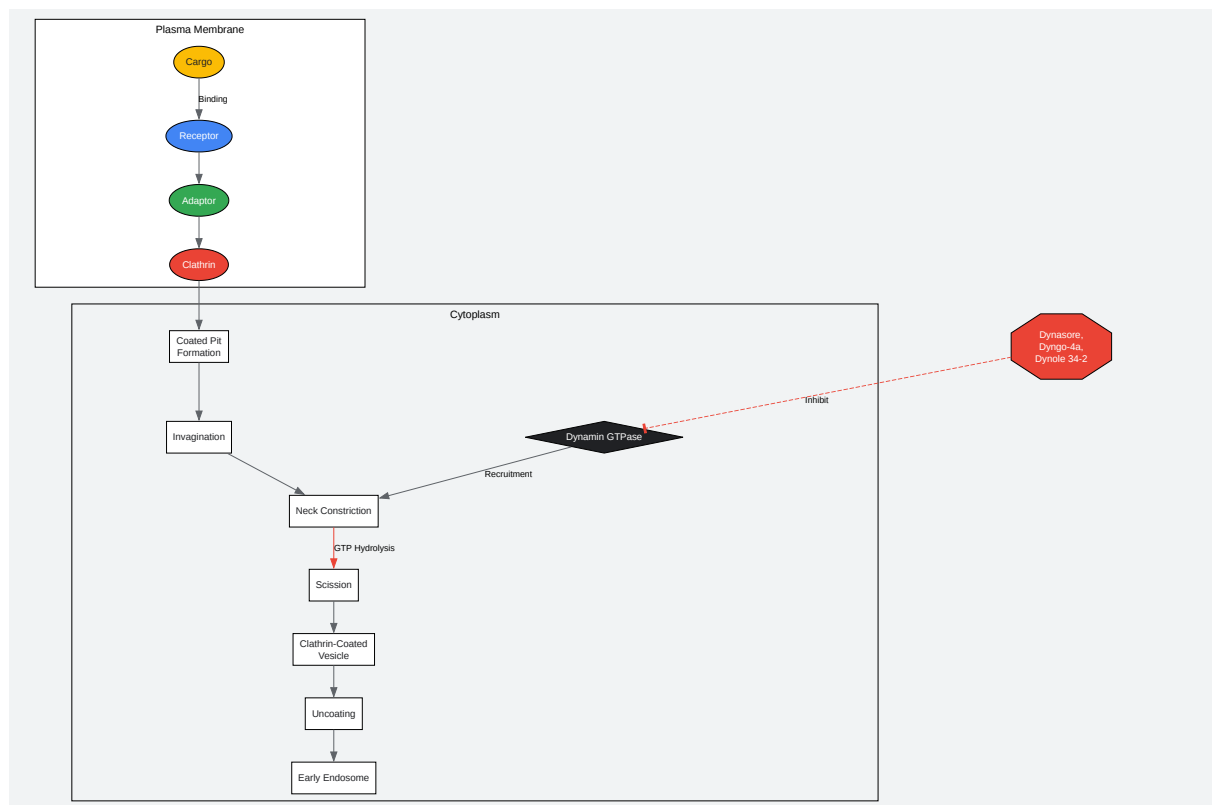 Plasma Membrane
Cargo
Binding
Receptor
Adaptor
Clathrin
Cytoplasm
Coated Pit
Formation
Dynasore,
Dyngo-4a,
Dynole 34-2
Inhibit
Invagination
Dynamin GTPase
Recruitment
Neck Constriction
GTP Hydrolysis
Scission
Clathrin-Coated
Vesicle
Uncoating
Early Endosome